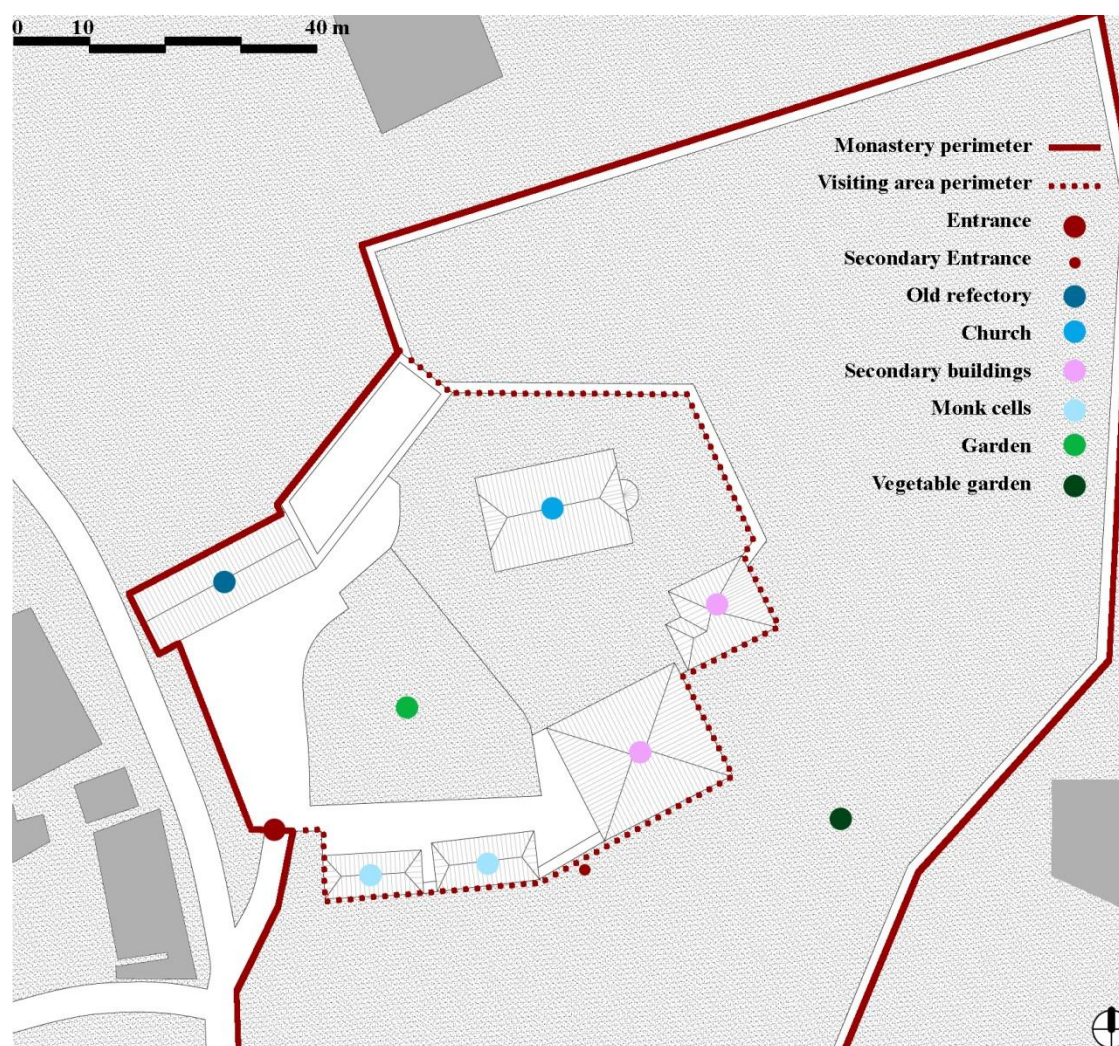 0 10 40 m
Monastery perimeter
Visiting area perimeter
Entrance
Secondary Entrance
Old refectory
Church
Secondary buildings
Monk cells
Garden
Vegetable garden